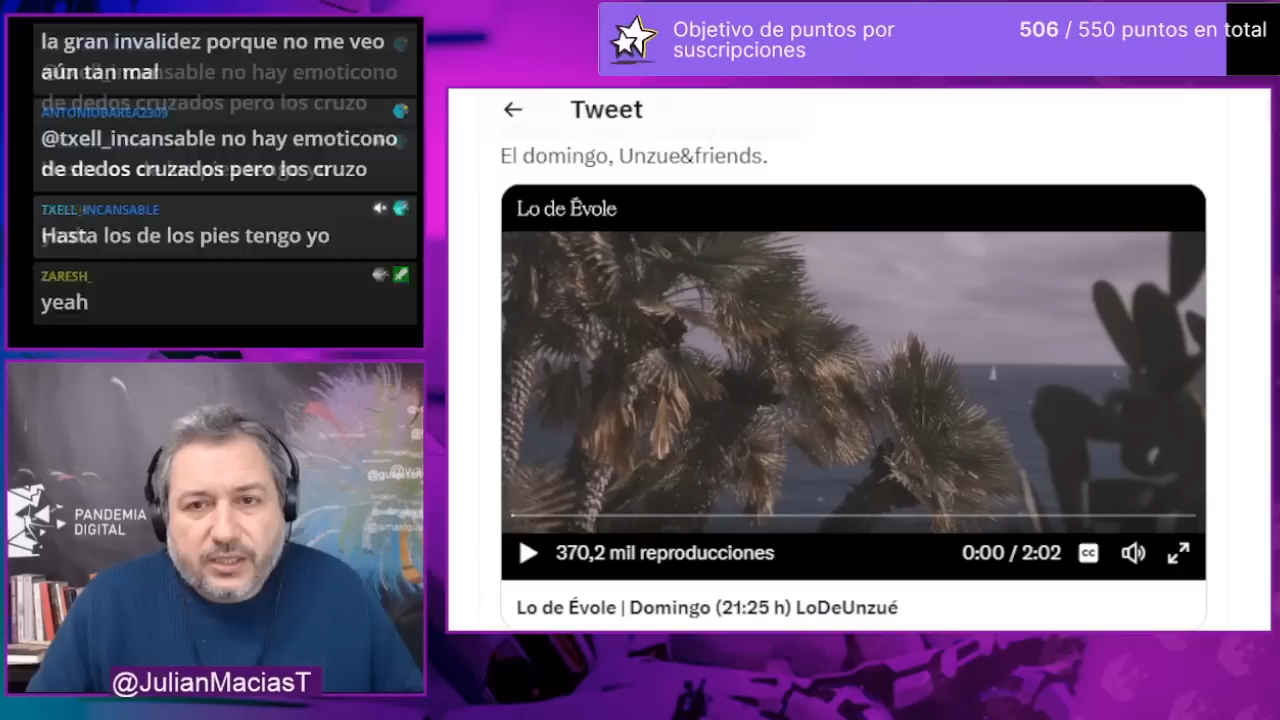 la gran invalidez porque no me veo
aún tan mal
ANTONIOBAREA2309
@txell_incansable no hay emoticono
de dedos cruzados pero los cruzo
TXELL_INCANSABLE
Hasta los de los pies tengo yo
ZARESH_
yeah
Objetivo de puntos por
suscripciones
506 / 550 puntos en total
Tweet
El domingo, Unzue&friends.
Lo de Évole
370,2 mil reproducciones
0:00 / 2:02
CC
Lo de Évole | Domingo (21:25 h) LoDeUnzué
PANDEMIA
DIGITAL
@JulianMaciasT